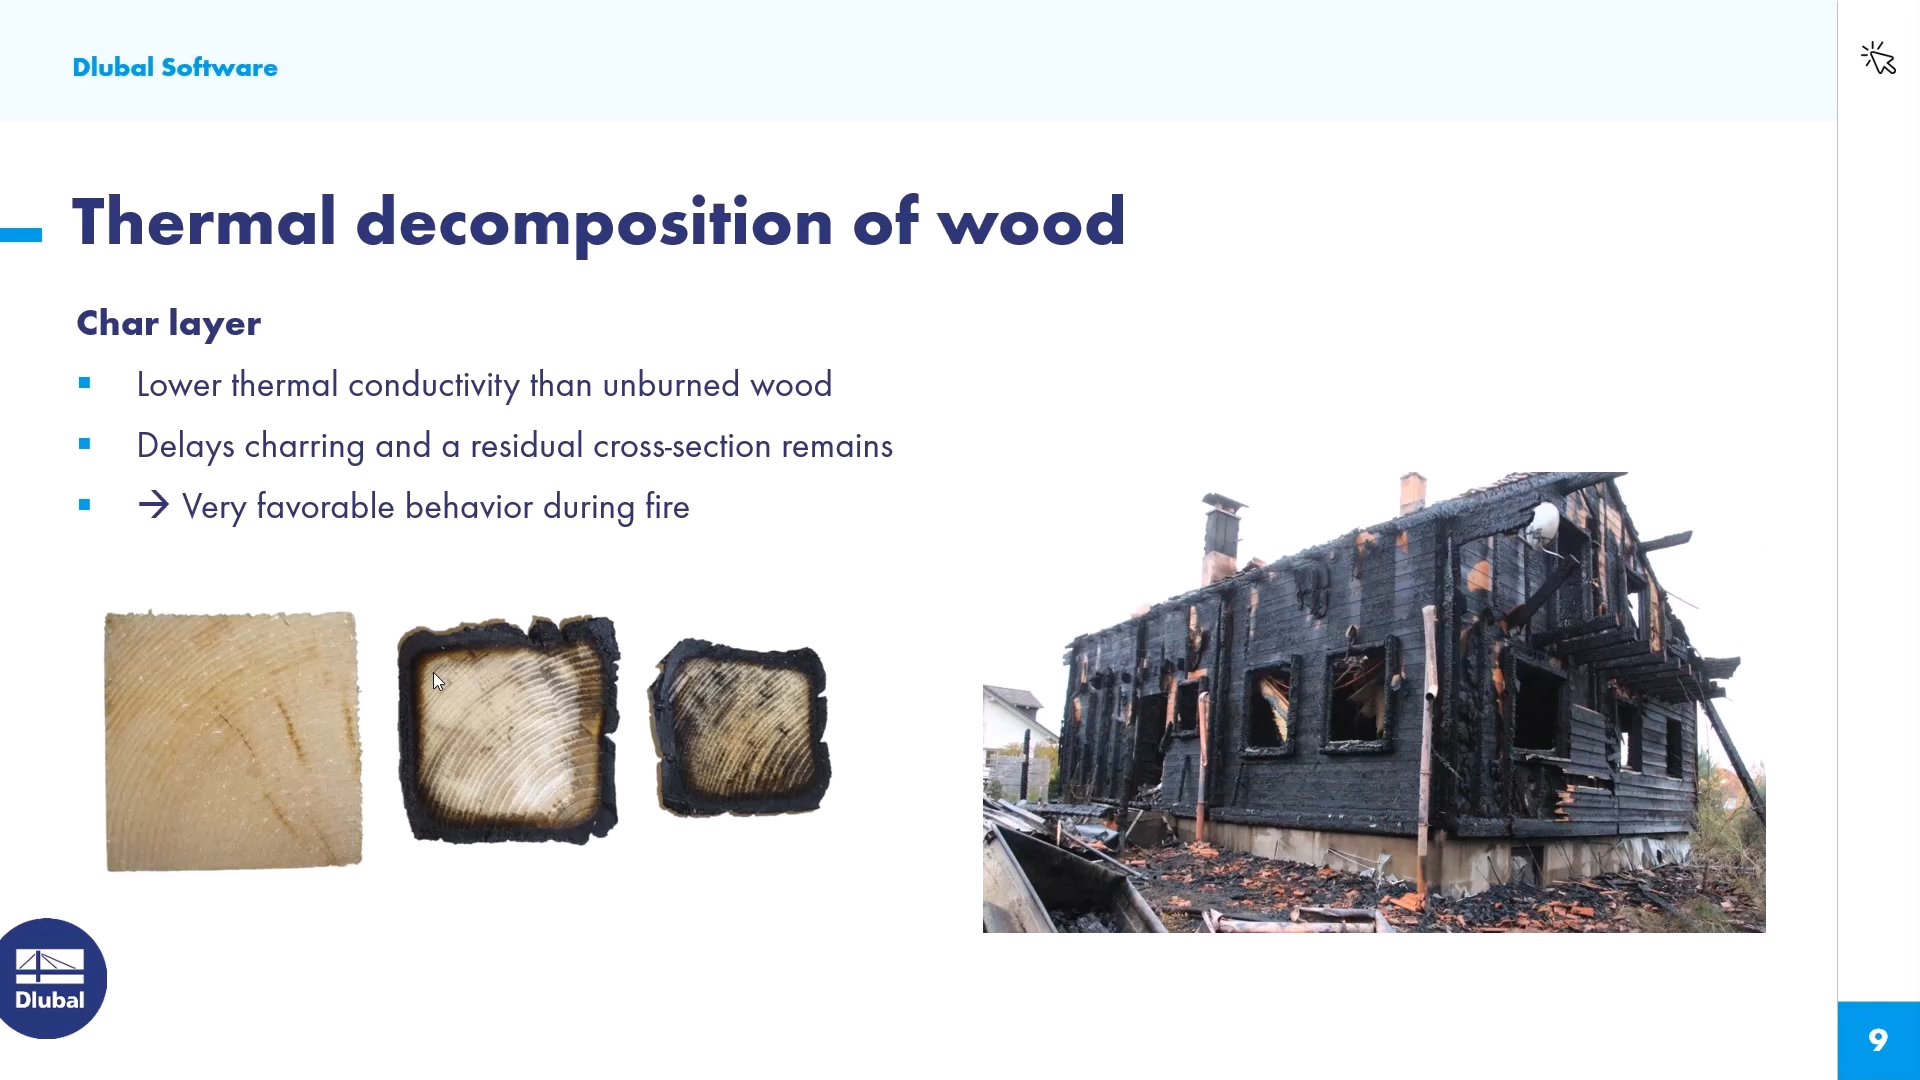 Dlubal Software
Thermal decomposition of wood
Char layer
▪ Lower thermal conductivity than unburned wood
▪ Delays charring and a residual cross-section remains
▪ → Very favorable behavior during fire
Dlubal
9